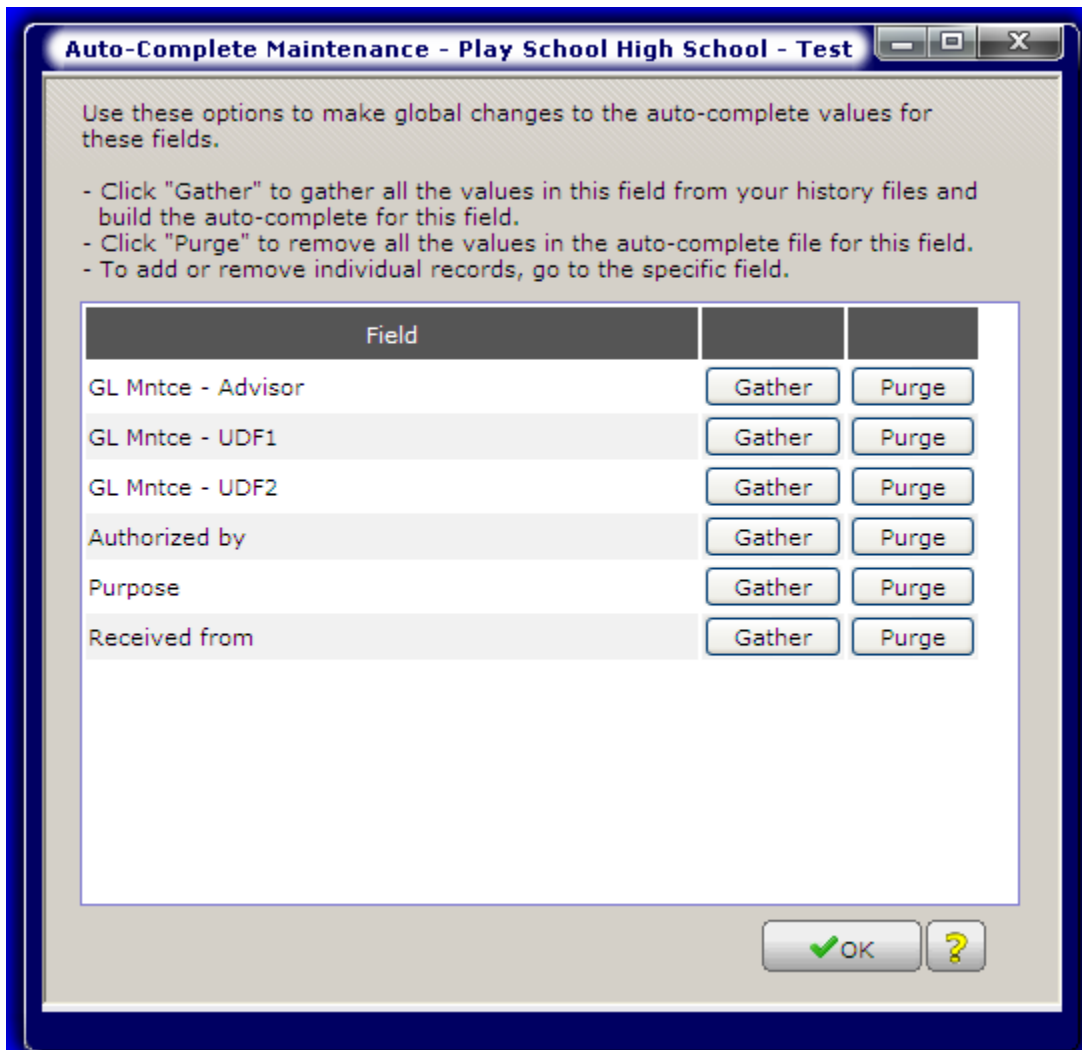 Auto-Complete Maintenance - Play School High School - Test
Use these options to make global changes to the auto-complete values for
these fields.
- Click "Gather" to gather all the values in this field from your history files and
build the auto-complete for this field.
- Click "Purge" to remove all the values in the auto-complete file for this field.
- To add or remove individual records, go to the specific field.
Field
GL Mntce - Advisor Gather Purge
GL Mntce - UDF1 Gather Purge
GL Mntce - UDF2 Gather Purge
Authorized by Gather Purge
Purpose Gather Purge
Received from Gather Purge
OK ?